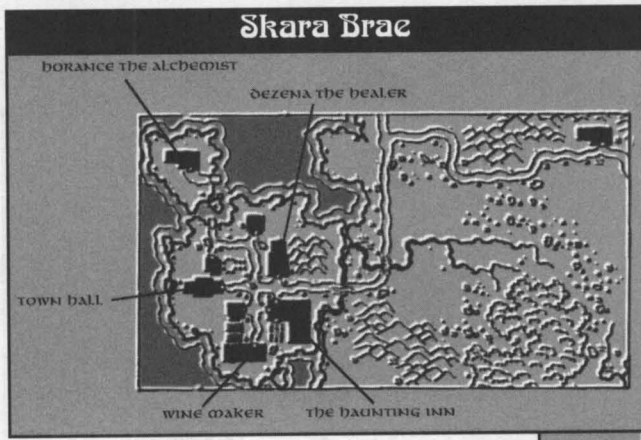 Skara Brae
HORANCE THE ALCHEMIST
DEZENA THE HEALER
TOWN HALL
WINE MAKER
THE HAUNTING INN